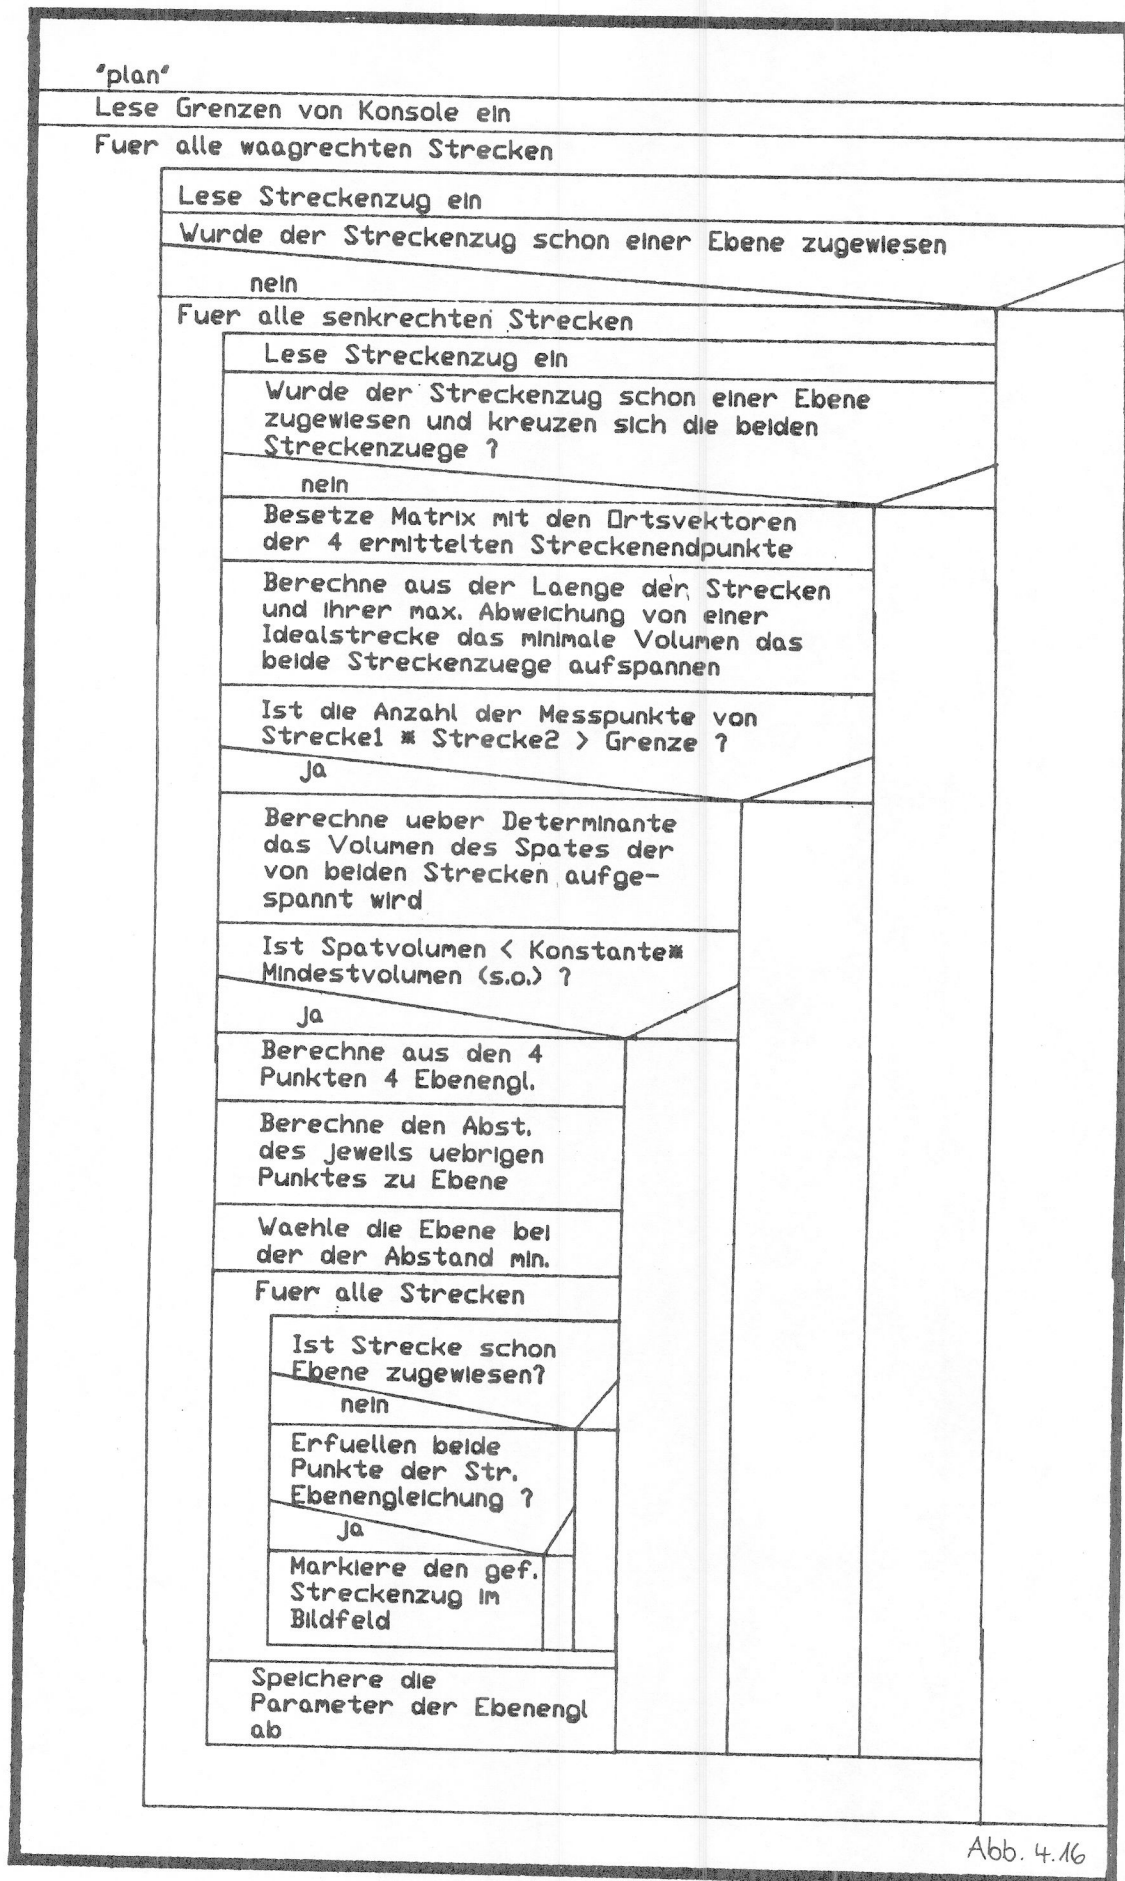 "plan"
Lese Grenzen von Konsole ein
Fuer alle waagrechten Strecken
Lese Streckenzug ein
Wurde der Streckenzug schon einer Ebene zugewiesen
nein
Fuer alle senkrechten Strecken
Lese Streckenzug ein
Wurde der Streckenzug schon einer Ebene
zugewiesen und kreuzen sich die beiden
Streckenzuege ?
nein
Besetze Matrix mit den Ortsvektoren
der 4 ermittelten Streckenendpunkte
Berechne aus der Laenge der Strecken
und ihrer max. Abweichung von einer
Idealstrecke das minimale Volumen das
beide Streckenzuege aufspannen
Ist die Anzahl der Messpunkte von
Strecke1 * Strecke2 > Grenze ?
ja
Berechne ueber Determinante
das Volumen des Spates der
von beiden Strecken aufge-
spannt wird
Ist Spatvolumen < Konstante*
Mindestvolumen (s.o.) ?
ja
Berechne aus den 4
Punkten 4 Ebenengl.
Berechne den Abst.
des jeweils uebrigen
Punktes zu Ebene
Waehle die Ebene bei
der der Abstand min.
Fuer alle Strecken
Ist Strecke schon
Ebene zugewiesen?
nein
Erfuellen beide
Punkte der Str.
Ebenengleichung ?
ja
Markiere den gef.
Streckenzug im
Bildfeld
Speichere die
Parameter der Ebenengl
ab
Abb. 4.16